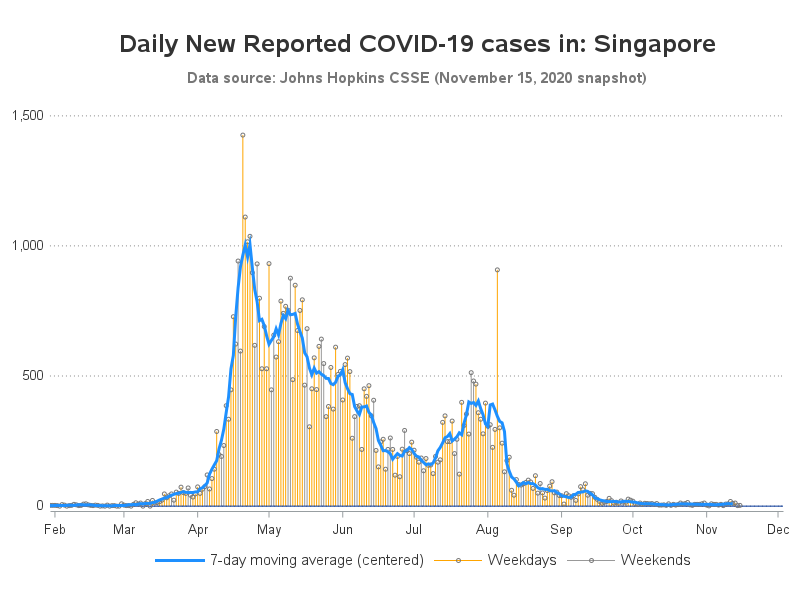 Daily New Reported COVID-19 cases in: Singapore
Data source: Johns Hopkins CSSE (November 15, 2020 snapshot)
1,500
1,000
500
0
Feb Mar Apr May Jun Jul Aug Sep Oct Nov Dec
7-day moving average (centered) Weekdays Weekends